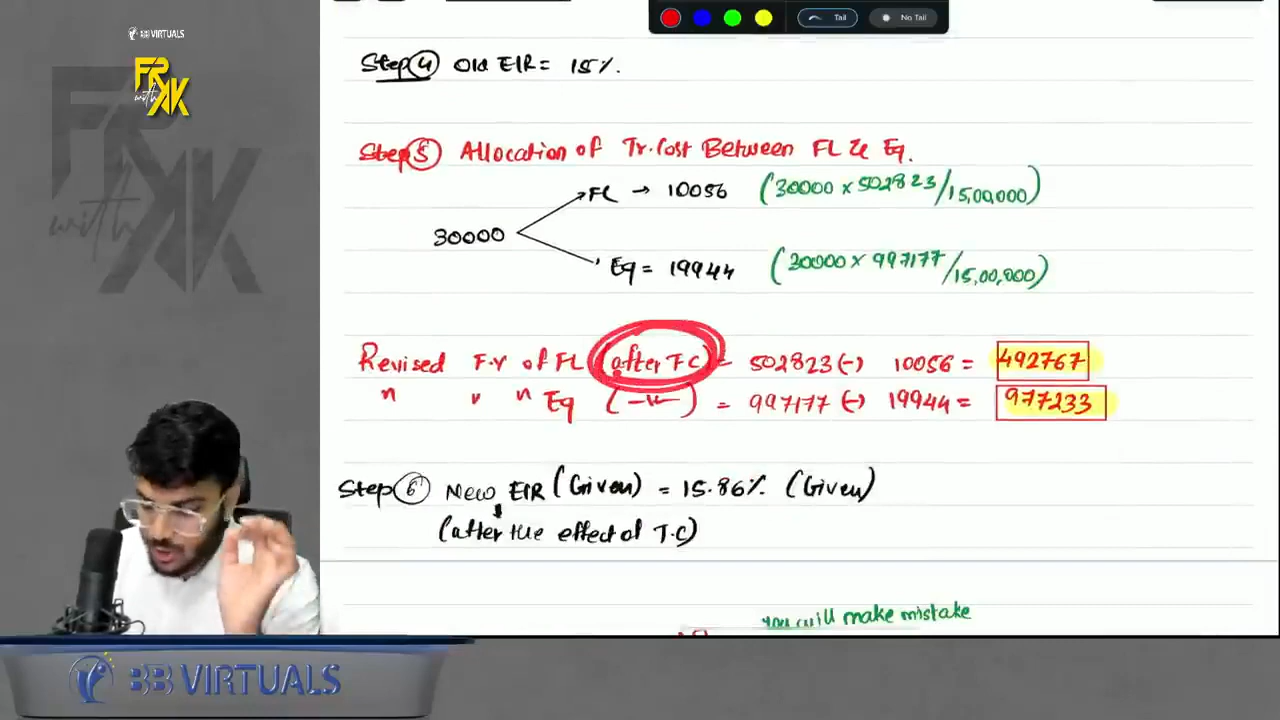 BB VIRTUALS
FR
with
AK
Tail
No Tail
Step 4 Old EIR = 15%.
Step 5 Allocation of Tr. Cost Between FL & Eq.
FL → 10056 (30000 × 502823/15,00,000)
30000
Eq = 19944 (30000 × 997177/15,00,000)
Revised F.V of FL (after T.C) = 502823 (-) 10056 = 492767
" " " Eq (-"-) = 997177 (-) 19944 = 977233
Step 6 New EIR (Given) = 15.86% (Given)
(after the effect of T.C)
you will make mistake
BB VIRTUALS